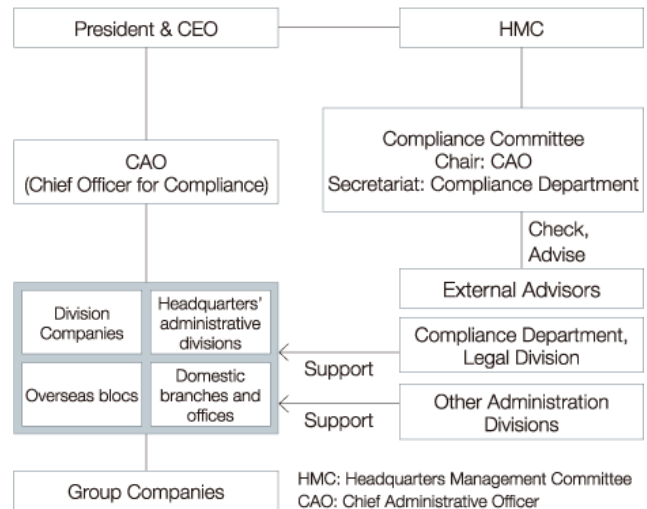 President & CEO
HMC
CAO
(Chief Officer for Compliance)
Compliance Committee
Chair: CAO
Secretariat: Compliance Department
Check,
Advise
External Advisors
Division
Companies
Headquarters'
administrative
divisions
Overseas blocs
Domestic
branches and
offices
Support
Compliance Department,
Legal Division
Support
Other Administration
Divisions
Group Companies
HMC: Headquarters Management Committee
CAO: Chief Administrative Officer